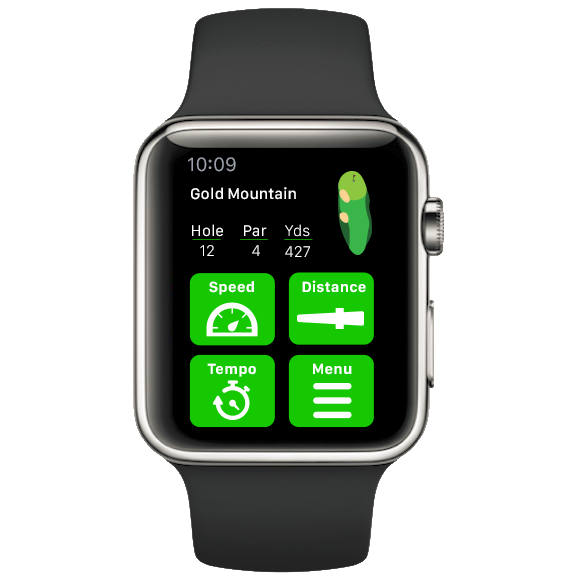 10:09
Gold Mountain
Hole Par Yds
12 4 427
Speed Distance
Tempo Menu